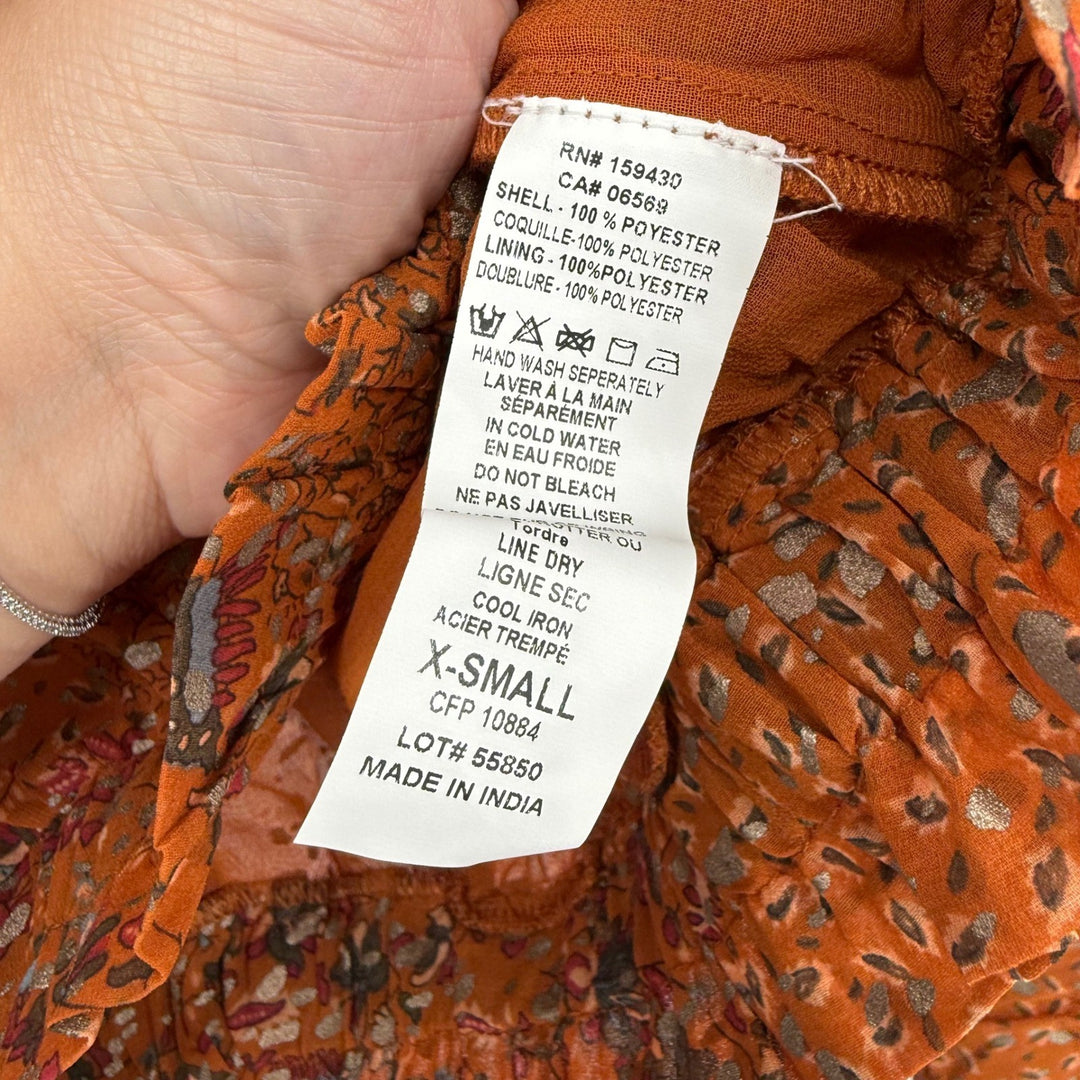 RN# 159430
CA# 06569
SHELL - 100 % POYESTER
COQUILLE-100% POLYESTER
LINING - 100%POLYESTER
DOUBLURE - 100% POLYESTER
HAND WASH SEPERATELY
LAVER À LA MAIN
SÉPARÉMENT
IN COLD WATER
EN EAU FROIDE
DO NOT BLEACH
NE PAS JAVELLISER
OU
Tordre
LINE DRY
LIGNE SEC
COOL IRON
ACIER TREMPÉ
X-SMALL
CFP 10884
LOT# 55850
MADE IN INDIA